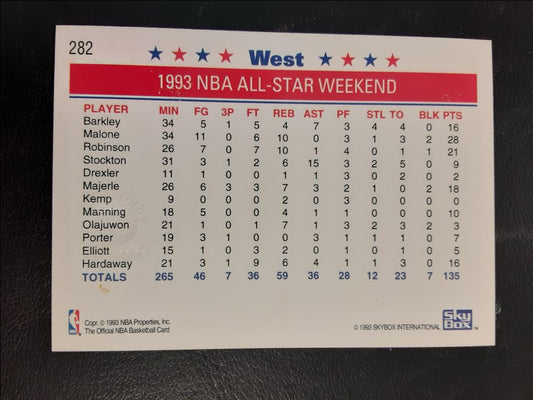 282
West
1993 NBA ALL-STAR WEEKEND
PLAYER MIN FG 3P FT REB AST PF STL TO BLK PTS
Barkley 34 5 1 5 4 7 3 4 4 0 16
Malone 34 11 0 6 10 0 3 1 3 2 28
Robinson 26 7 0 7 10 1 4 0 1 1 21
Stockton 31 3 1 2 6 15 3 2 5 0 9
Drexler 11 1 0 0 2 1 3 0 0 0 2
Majerle 26 6 3 3 7 3 2 1 0 2 18
Kemp 9 0 0 0 2 0 3 0 0 0 0
Manning 18 5 0 0 4 1 1 0 0 0 10
Olajuwon 21 1 0 1 7 1 3 2 3 2 3
Porter 19 3 1 0 0 3 1 0 0 0 7
Elliott 15 1 0 3 1 0 1 1 3 0 5
Hardaway 21 3 1 9 6 4 1 1 3 0 16
TOTALS 265 46 7 36 59 36 28 12 23 7 135
NBA
Copr. © 1993 NBA Properties, Inc.
The Official NBA Basketball Card
© 1993 SKYBOX INTERNATIONAL
Sky
Box
TM